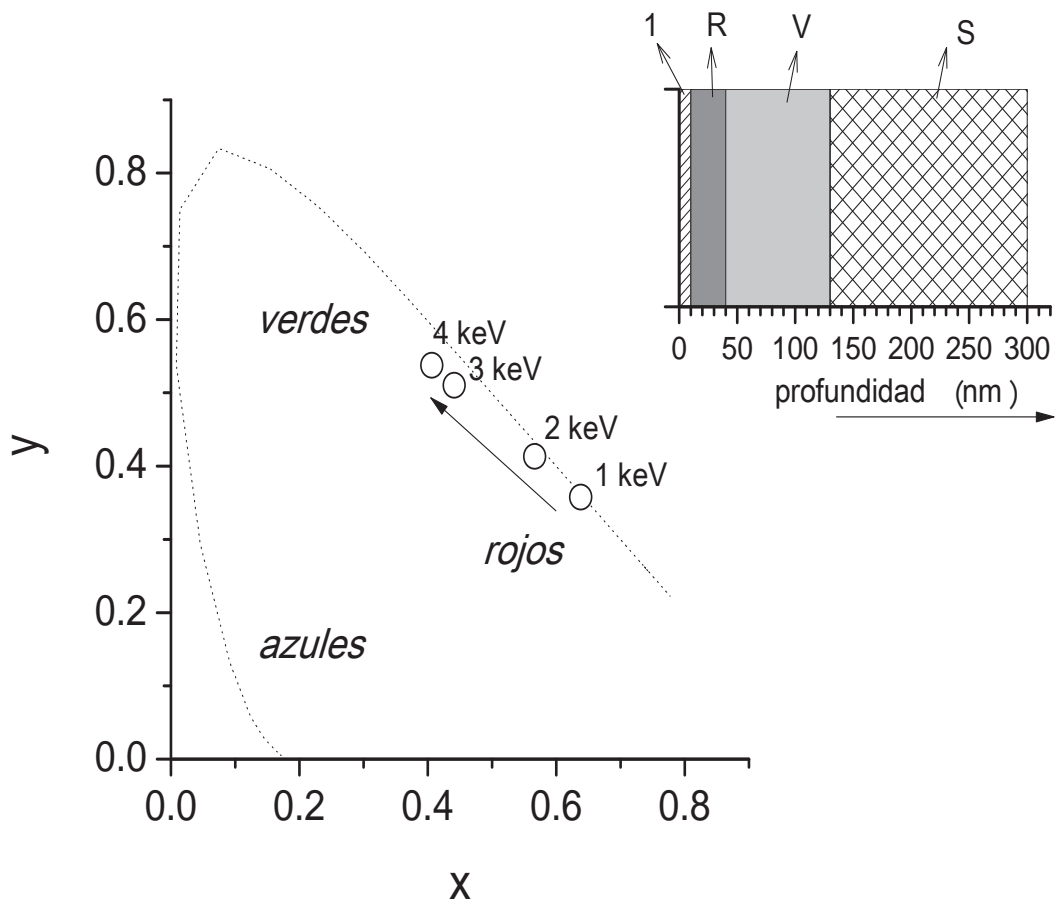 1 R V S
0 50 100 150 200 250 300
profundidad (nm )
0.8
0.6
0.4
0.2
0.0
y
verdes
4 keV
3 keV
2 keV
1 keV
rojos
azules
0.0 0.2 0.4 0.6 0.8
x